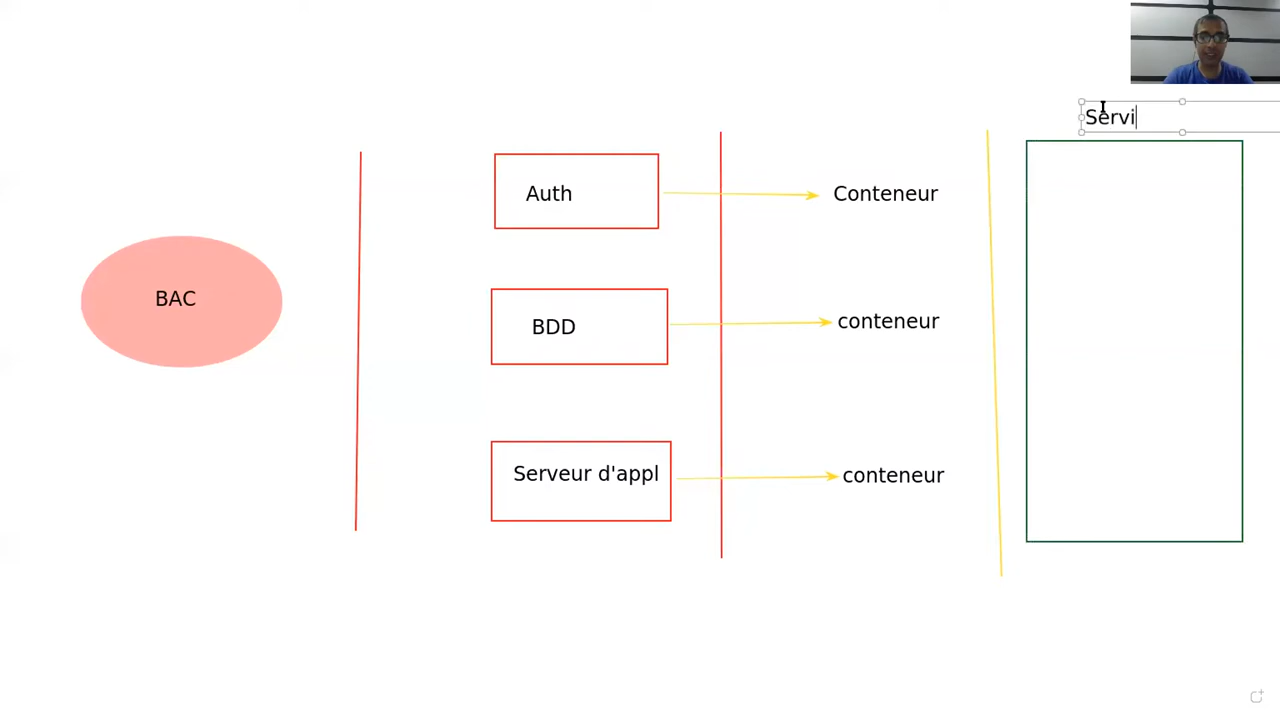 Servi
Auth
Conteneur
BAC
BDD
conteneur
Serveur d'appl
conteneur